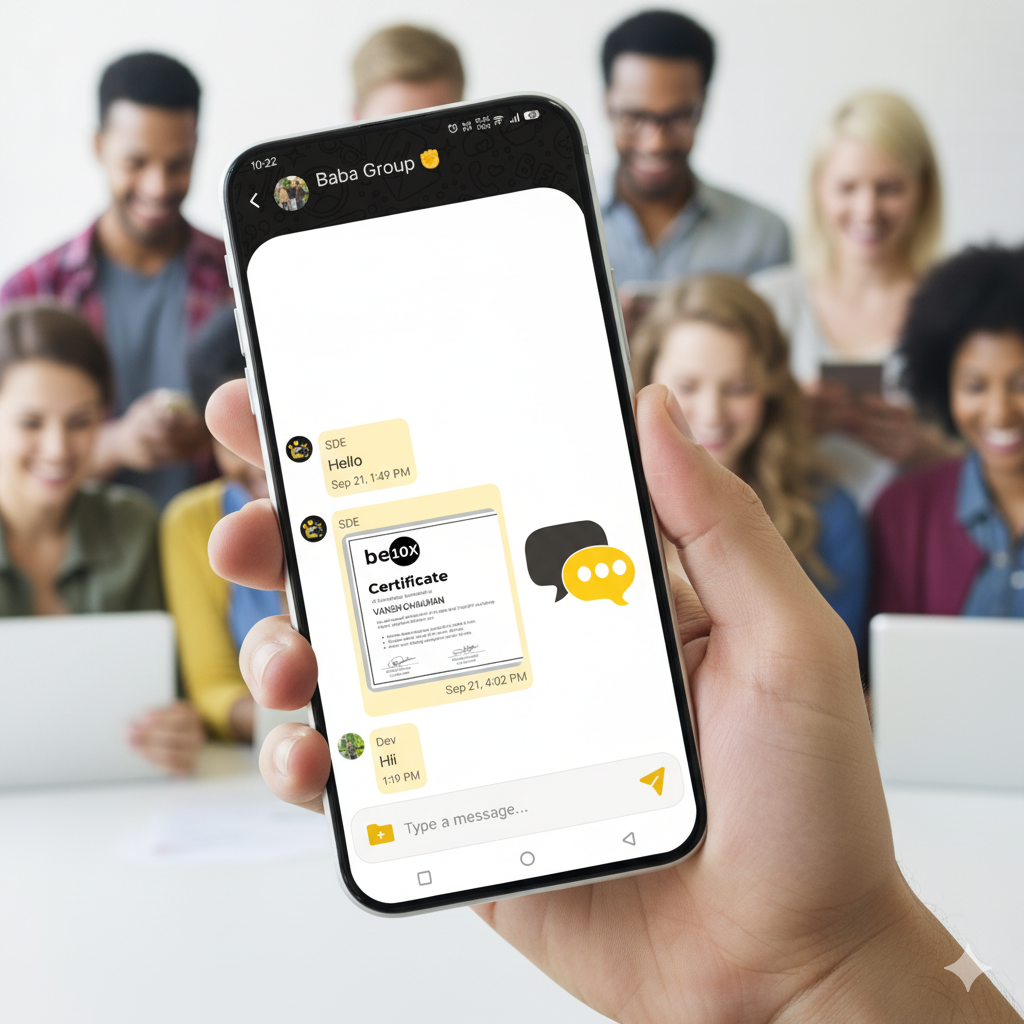 10:22
Baba Group ✊
SDE
Hello
Sep 21, 1:49 PM
SDE
be10X
Certificate
VANSH CHAUHAN
Sep 21, 4:02 PM
Dev
Hii
1:19 PM
Type a message...